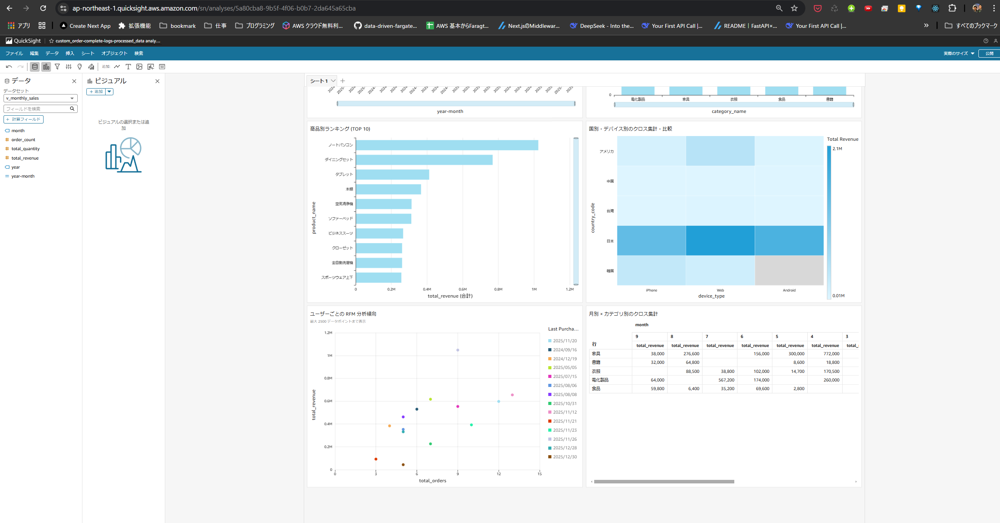 ap-northeast-1.quicksight.aws.amazon.com/sn/analyses/5a80cba8-9b5f-4f06-b0b7-2da645a65cba
アプリ
Create Next App
拡張機能
bookmark
仕事
プログラミング
AWS クラウド無料利...
data-driven-fargate...
AWS 基本からFaragt...
Next.jsのMiddlewar...
DeepSeek - Into the...
Your First API Call |...
README | FastAPI×...
Your First API Call |...
すべてのブックマーク
QuickSight
custom_order-complete-logs-processed_data analy...
ファイル 編集 データ 挿入 シート オブジェクト 検索
実際のサイズ
公開
追加:
データ
データセット
v_monthly_sales
フィールドを検索
+ 計算フィールド
month
order_count
total_quantity
total_revenue
year
year-month
ビジュアル
+ 追加
ビジュアルの選択または追
加
シート 1
year-month
0
電化製品 家具 衣服 食品 書籍
category_name
商品別ランキング (TOP 10)
product_name
ノートパソコン
ダイニングセット
タブレット
本棚
空気清浄機
ソファーベッド
ビジネススーツ
クローゼット
全自動洗濯機
スポーツウェア上下
0 0.2M 0.4M 0.6M 0.8M 1M 1.2M
total_revenue (合計)
国別・デバイス別のクロス集計・比較
country_code
アメリカ
中国
台湾
日本
韓国
iPhone Web Android
device_type
Total Revenue
2.1M
0.01M
ユーザーごとの RFM 分析傾向
最大 2500 データポイントまで表示
total_revenue
1.2M
1M
0.8M
0.6M
0.4M
0.2M
0
0 3 6 9 12 15
total_orders
Last Purcha...
2025/11/20
2024/09/16
2024/12/19
2025/05/05
2025/07/15
2025/08/06
2025/08/08
2025/10/31
2025/11/12
2025/11/21
2025/11/23
2025/11/26
2025/12/28
2025/12/30
月別 × カテゴリ別のクロス集計
month
9 8 7 6 5 4 3
行 total_revenue total_revenue total_revenue total_revenue total_revenue total_revenue total_
家具 38,000 276,600 156,000 300,000 772,000
書籍 32,000 64,800 8,600 18,800
衣服 88,500 38,800 102,000 14,700 170,500
電化製品 64,000 567,200 174,000 260,000
食品 59,800 6,400 35,200 69,600 2,800